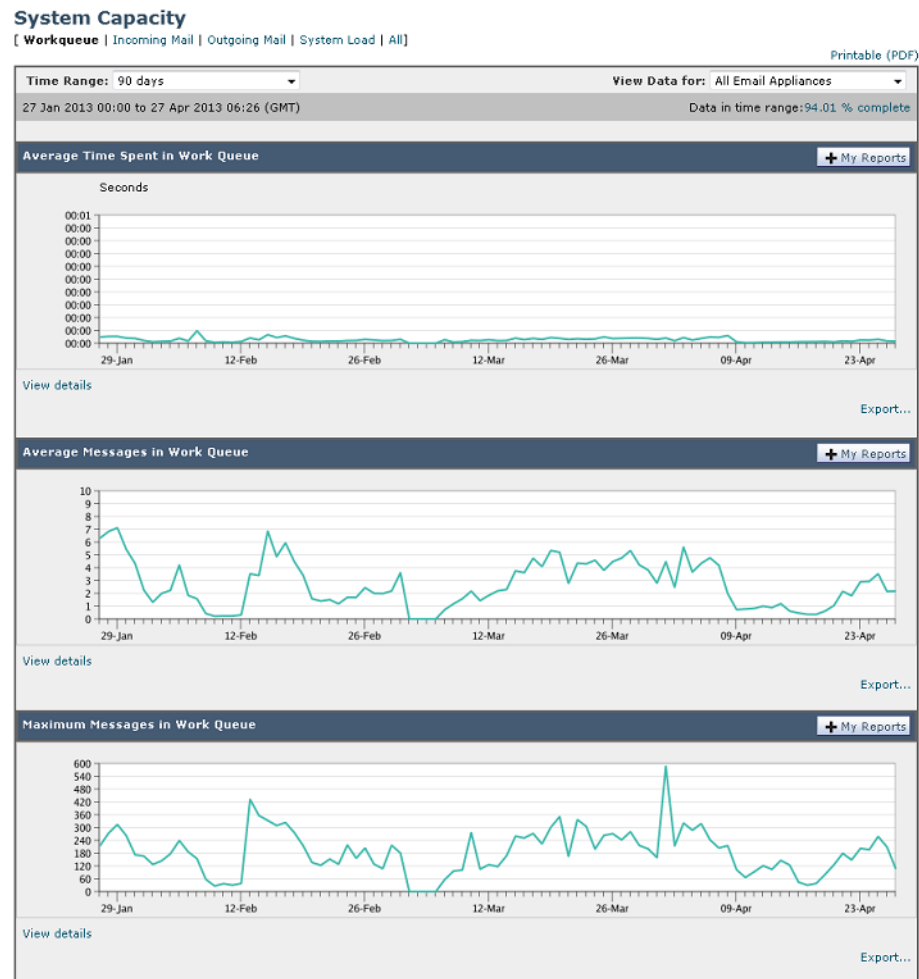 System Capacity
[ Workqueue | Incoming Mail | Outgoing Mail | System Load | All]
Printable (PDF)
Time Range: 90 days View Data for: All Email Appliances
27 Jan 2013 00:00 to 27 Apr 2013 06:26 (GMT) Data in time range:94.01 % complete
Average Time Spent in Work Queue + My Reports
Seconds
00:01
00:00
00:00
00:00
00:00
00:00
00:00
00:00
00:00
00:00
00:00
29-Jan 12-Feb 26-Feb 12-Mar 26-Mar 09-Apr 23-Apr
View details
Export...
Average Messages in Work Queue + My Reports
10
9
8
7
6
5
4
3
2
1
0
29-Jan 12-Feb 26-Feb 12-Mar 26-Mar 09-Apr 23-Apr
View details
Export...
Maximum Messages in Work Queue + My Reports
600
540
480
420
360
300
240
180
120
60
0
29-Jan 12-Feb 26-Feb 12-Mar 26-Mar 09-Apr 23-Apr
View details
Export...